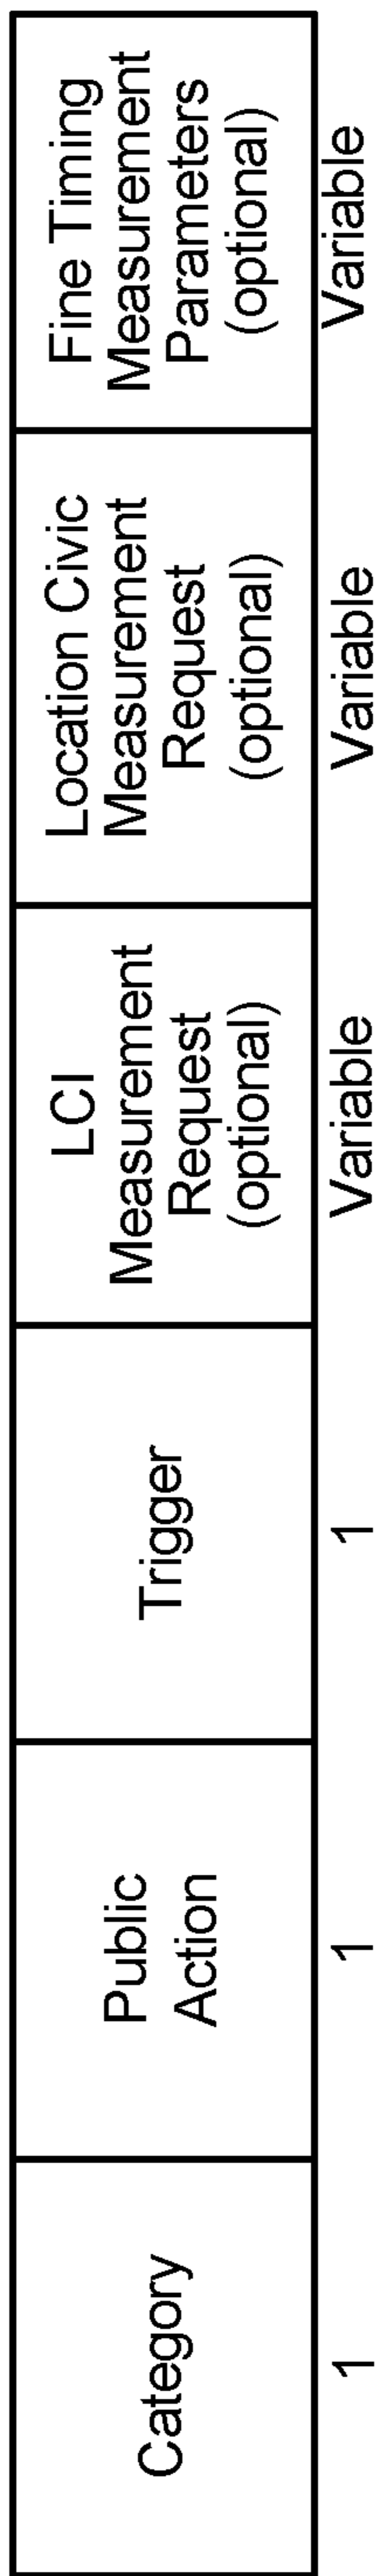 Category
Public
Action
Trigger
LCI
Measurement
Request
(optional)
Location Civic
Measurement
Request
(optional)
Fine Timing
Measurement
Parameters
(optional)
1
1
1
Variable
Variable
Variable